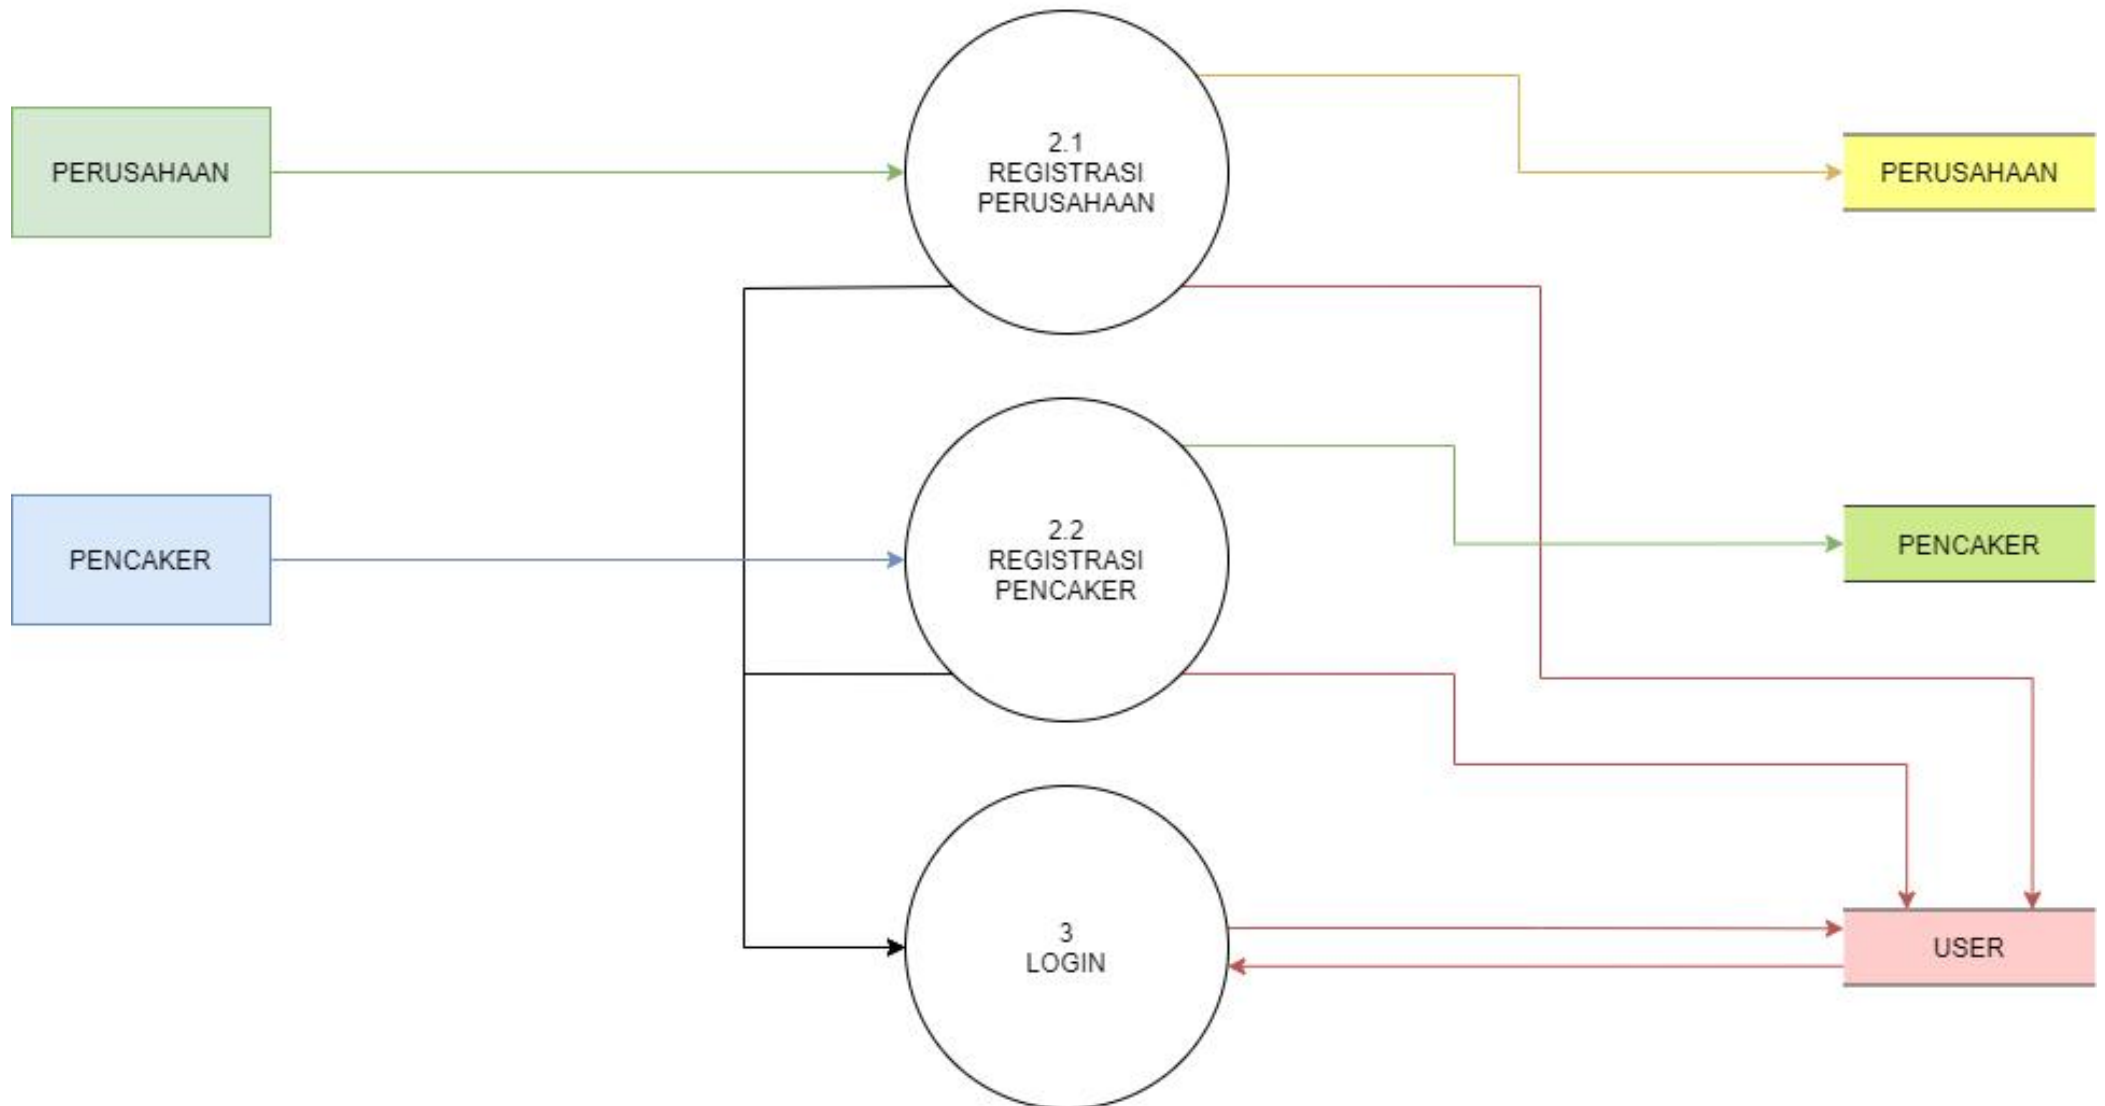 PERUSAHAAN
2.1
REGISTRASI
PERUSAHAAN
PERUSAHAAN
PENCAKER
2.2
REGISTRASI
PENCAKER
PENCAKER
3
LOGIN
USER